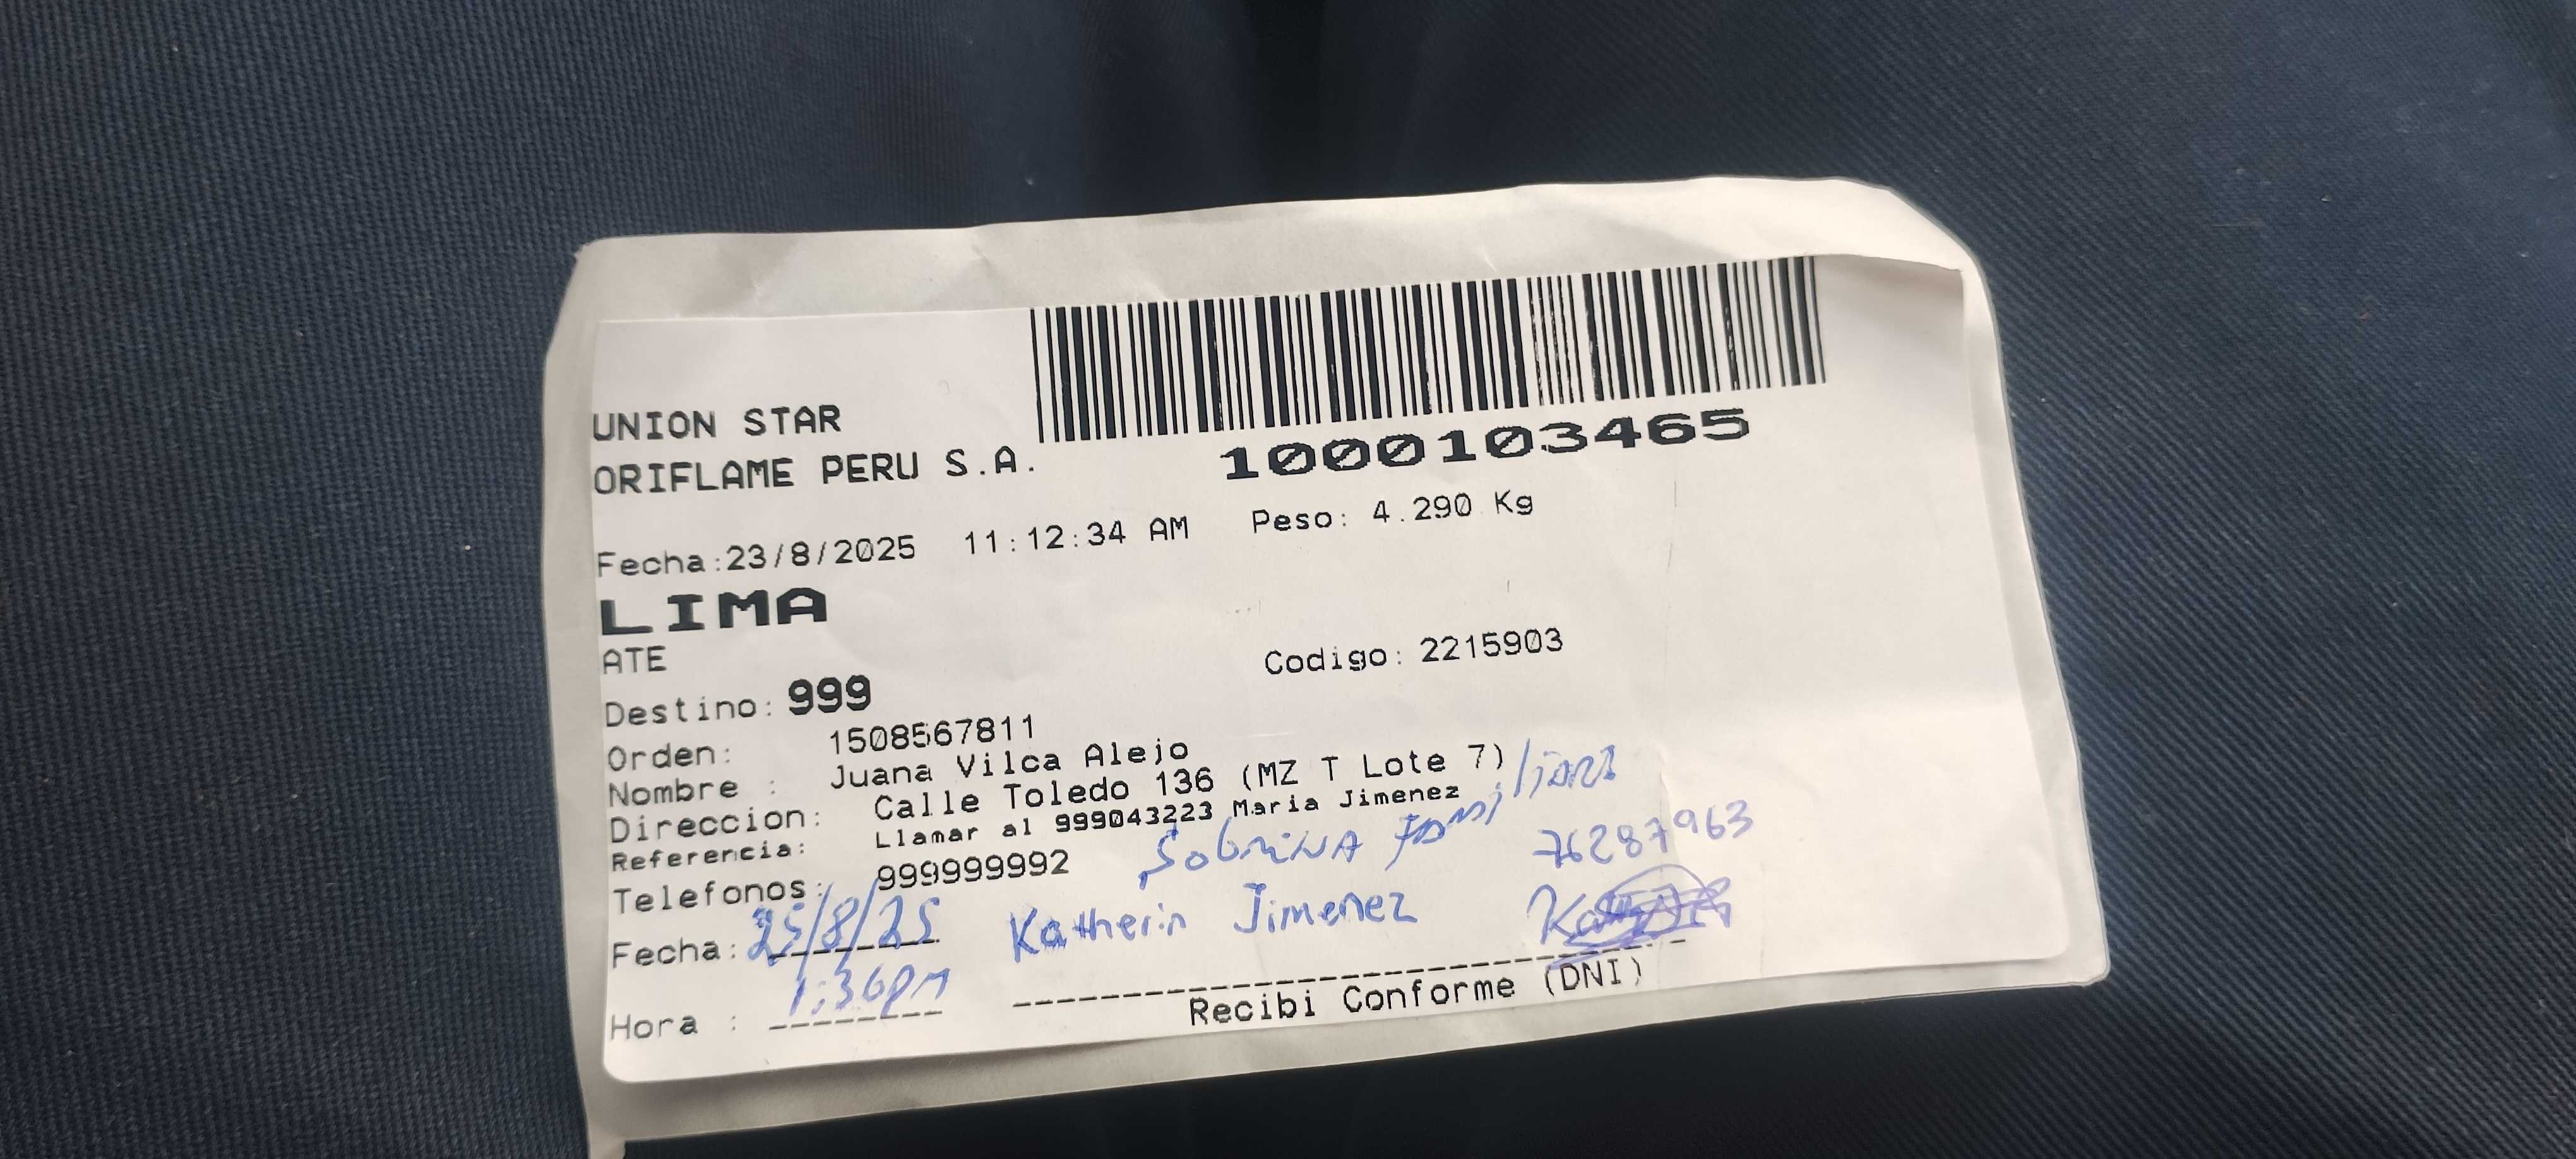 UNION STAR
ORIFLAME PERU S.A.
1000103465
Fecha:23/8/2025 11:12:34 AM Peso: 4.290 Kg
LIMA
ATE
Codigo: 2215903
Destino: 999
Orden: 1508567811
Nombre : Juana Vilca Alejo
Direccion: Calle Toledo 136 (MZ T Lote 7)
Referencia: Llamar al 999043223 Maria Jimenez
Telefonos: 999999992
Sobrina
76287963
Fecha: 25/8/25
Katherin Jimenez
Hora : 1:36pm
Recibi Conforme (DNI)